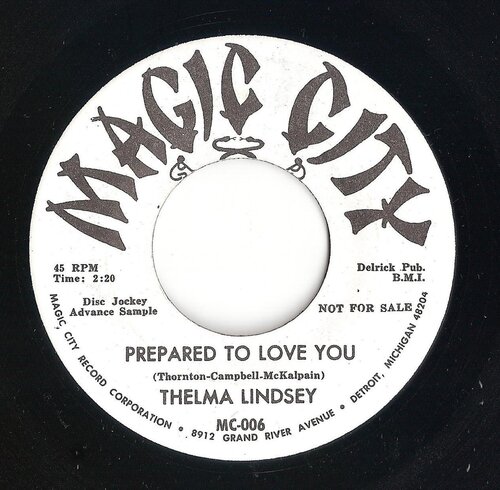 MAGIC CITY
45 RPM
Time: 2:20
Delrick Pub.
B.M.I.
Disc Jockey
Advance Sample
NOT FOR SALE
PREPARED TO LOVE YOU
(Thornton-Campbell-McKalpain)
THELMA LINDSEY
MC-006
MAGIC CITY RECORD CORPORATION • 8912 GRAND RIVER AVENUE • DETROIT, MICHIGAN 48204